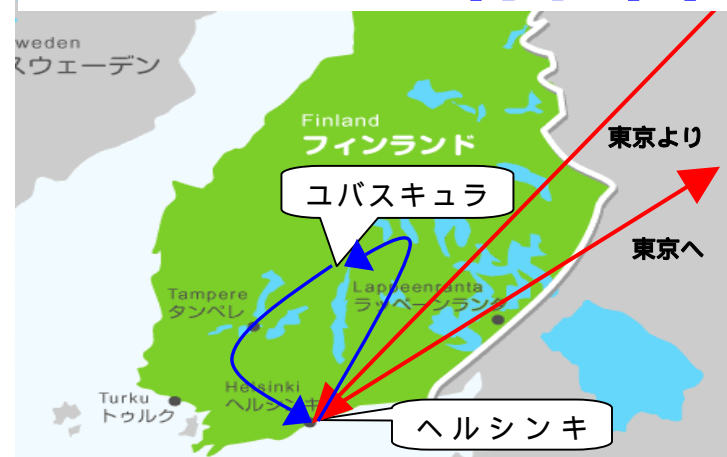 weden
スウェーデン
Finland
フィンランド
東京より
ユバスキュラ
東京へ
Tampere
タンペレ
Lappeenranta
ラッペーンランタ
Helsinki
ヘルシンキ
Turku
トゥルク
ヘルシンキ